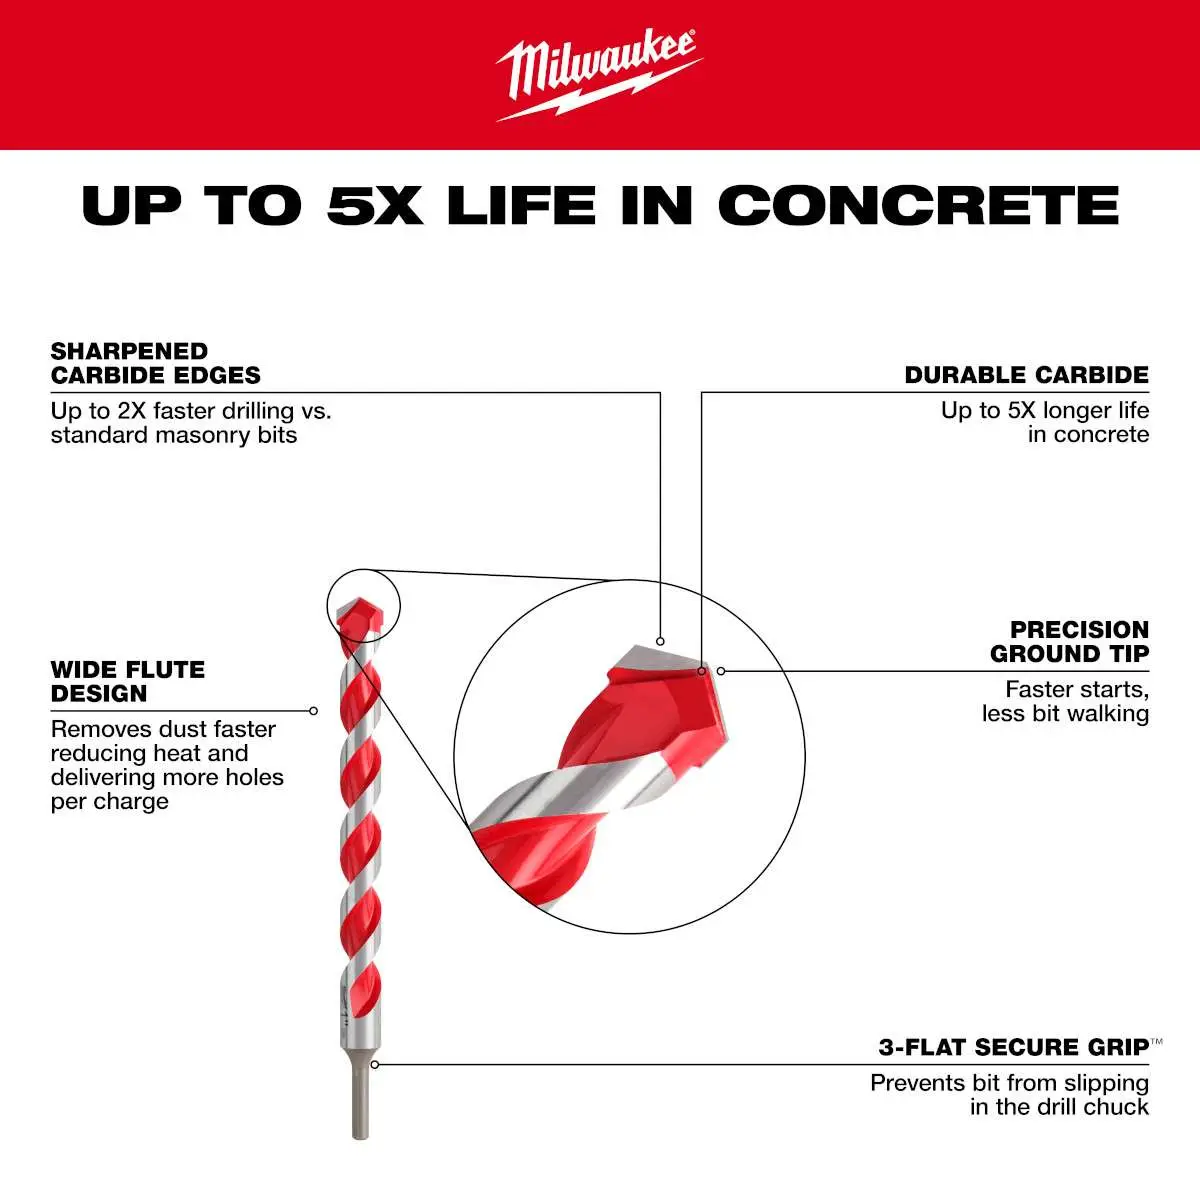 Milwaukee®
UP TO 5X LIFE IN CONCRETE
SHARPENED
CARBIDE EDGES
Up to 2X faster drilling vs.
standard masonry bits
DURABLE CARBIDE
Up to 5X longer life
in concrete
WIDE FLUTE
DESIGN
Removes dust faster
reducing heat and
delivering more holes
per charge
PRECISION
GROUND TIP
Faster starts,
less bit walking
3-FLAT SECURE GRIP™
Prevents bit from slipping
in the drill chuck